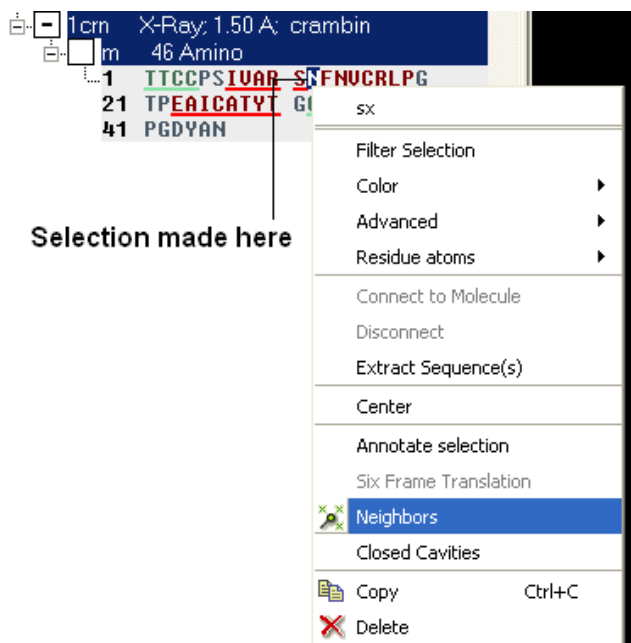 1crn X-Ray; 1.50 A; crambin
m 46 Amino
1 TTCCPSIVAR SNFNVCRLPG
21 TPEAICATYT G
41 PGDYAN
Selection made here
sx
Filter Selection
Color
Advanced
Residue atoms
Connect to Molecule
Disconnect
Extract Sequence(s)
Center
Annotate selection
Six Frame Translation
Neighbors
Closed Cavities
Copy Ctrl+C
Delete